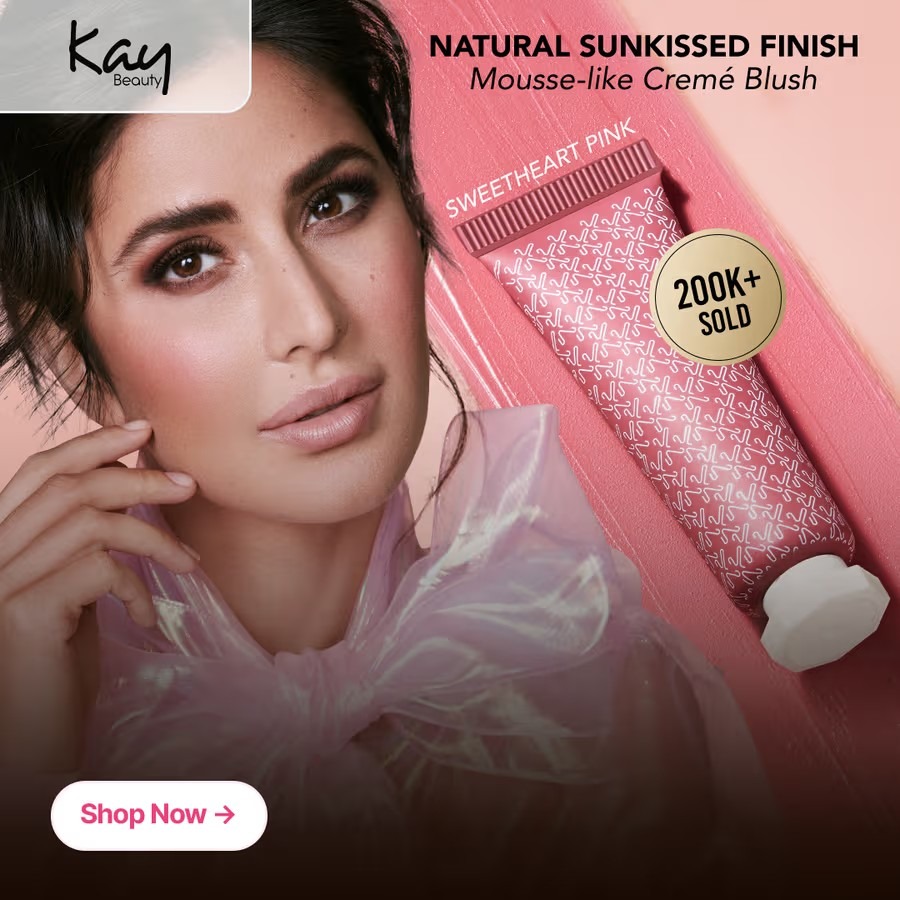 Kay
Beauty
NATURAL SUNKISSED FINISH
Mousse-like Cremé Blush
SWEETHEART PINK
200K+
SOLD
Shop Now →